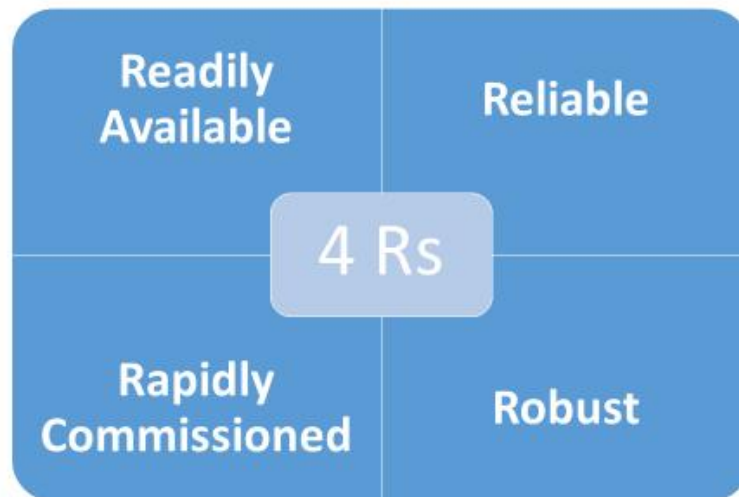 Readily
Available
Reliable
4 Rs
Rapidly
Commissioned
Robust